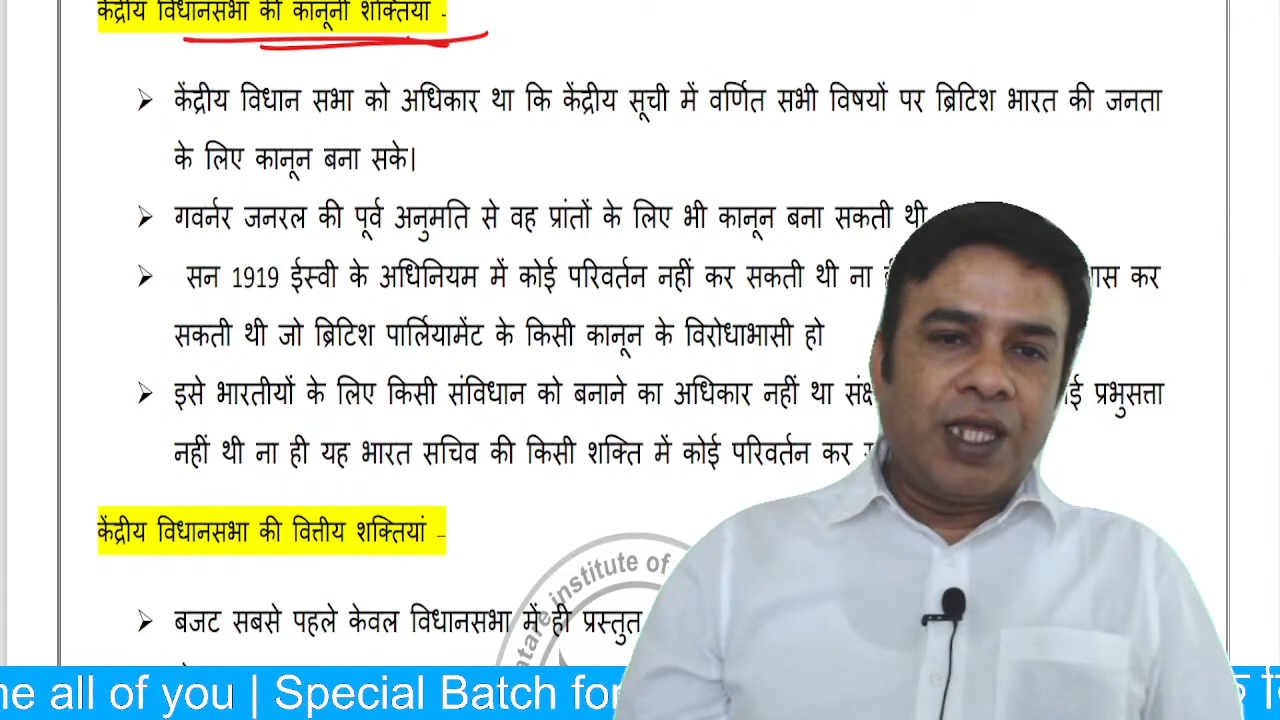 केंद्रीय विधानसभा की कानूनी शक्तियां -
➢ केंद्रीय विधान सभा को अधिकार था कि केंद्रीय सूची में वर्णित सभी विषयों पर ब्रिटिश भारत की जनता
के लिए कानून बना सके।
➢ गवर्नर जनरल की पूर्व अनुमति से वह प्रांतों के लिए भी कानून बना सकती थी
➢ सन 1919 ईस्वी के अधिनियम में कोई परिवर्तन नहीं कर सकती थी ना कर
सकती थी जो ब्रिटिश पार्लियामेंट के किसी कानून के विरोधाभासी हो
➢ इसे भारतीयों के लिए किसी संविधान को बनाने का अधिकार नहीं था प्रभुसत्ता
नहीं थी ना ही यह भारत सचिव की किसी शक्ति में कोई परिवर्तन कर
केंद्रीय विधानसभा की वित्तीय शक्तियां –
institute of
➢ बजट सबसे पहले केवल विधानसभा में ही प्रस्तुत
all of you | Special Batch for